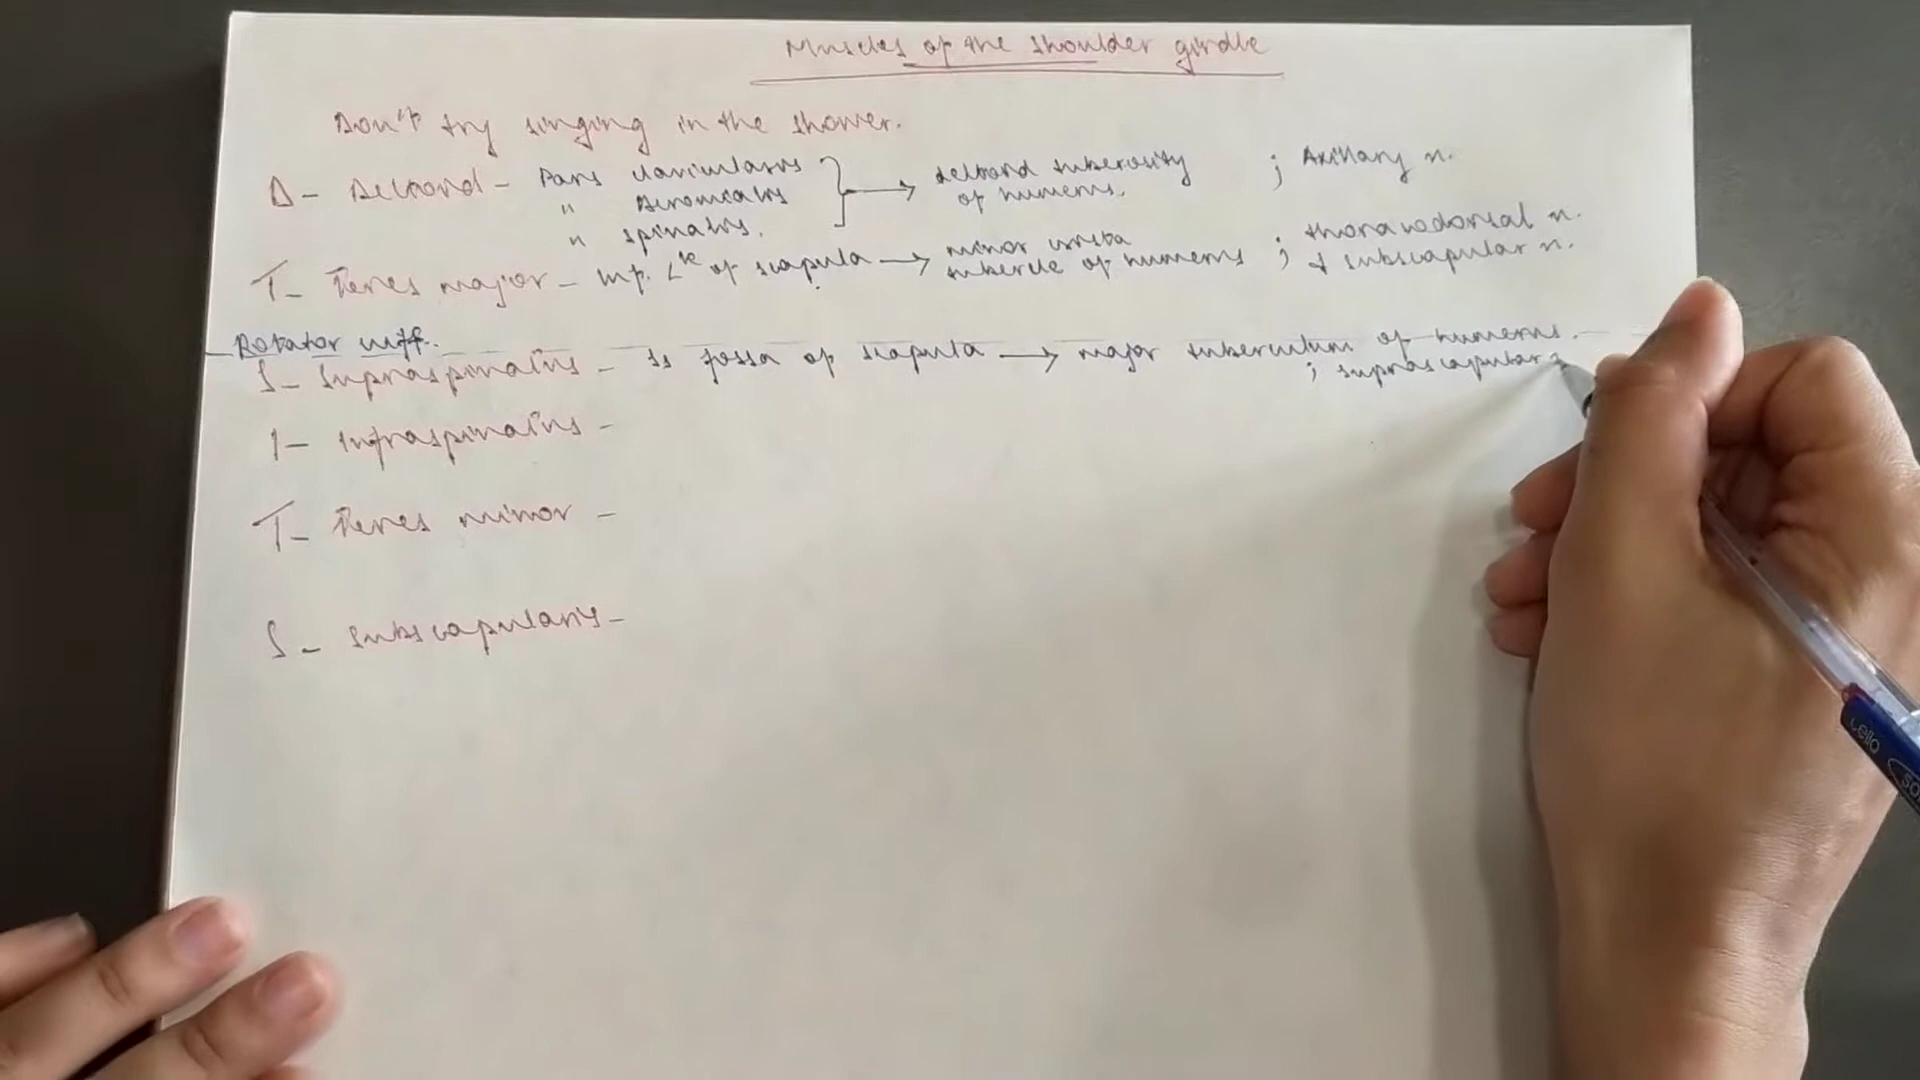 Muscles of the shoulder girdle
Don't try singing in the shower.
D- Deltoid - Pars clavicularis
" acromialis
" spinalis.
deltoid tuberosity
of humerus.
; Axillary n.
T- Teres major - inf. Lle of scapula → minor crista
tubercle of humerus
; thoracodorsal n.
& subscapular n.
Rotator cuff.
S- Supraspinatus - ss fossa of scapula → major tuberculum of humerus.
; suprascapular
I- Infraspinatus -
T- Teres minor -
S- subscapularis -
cello